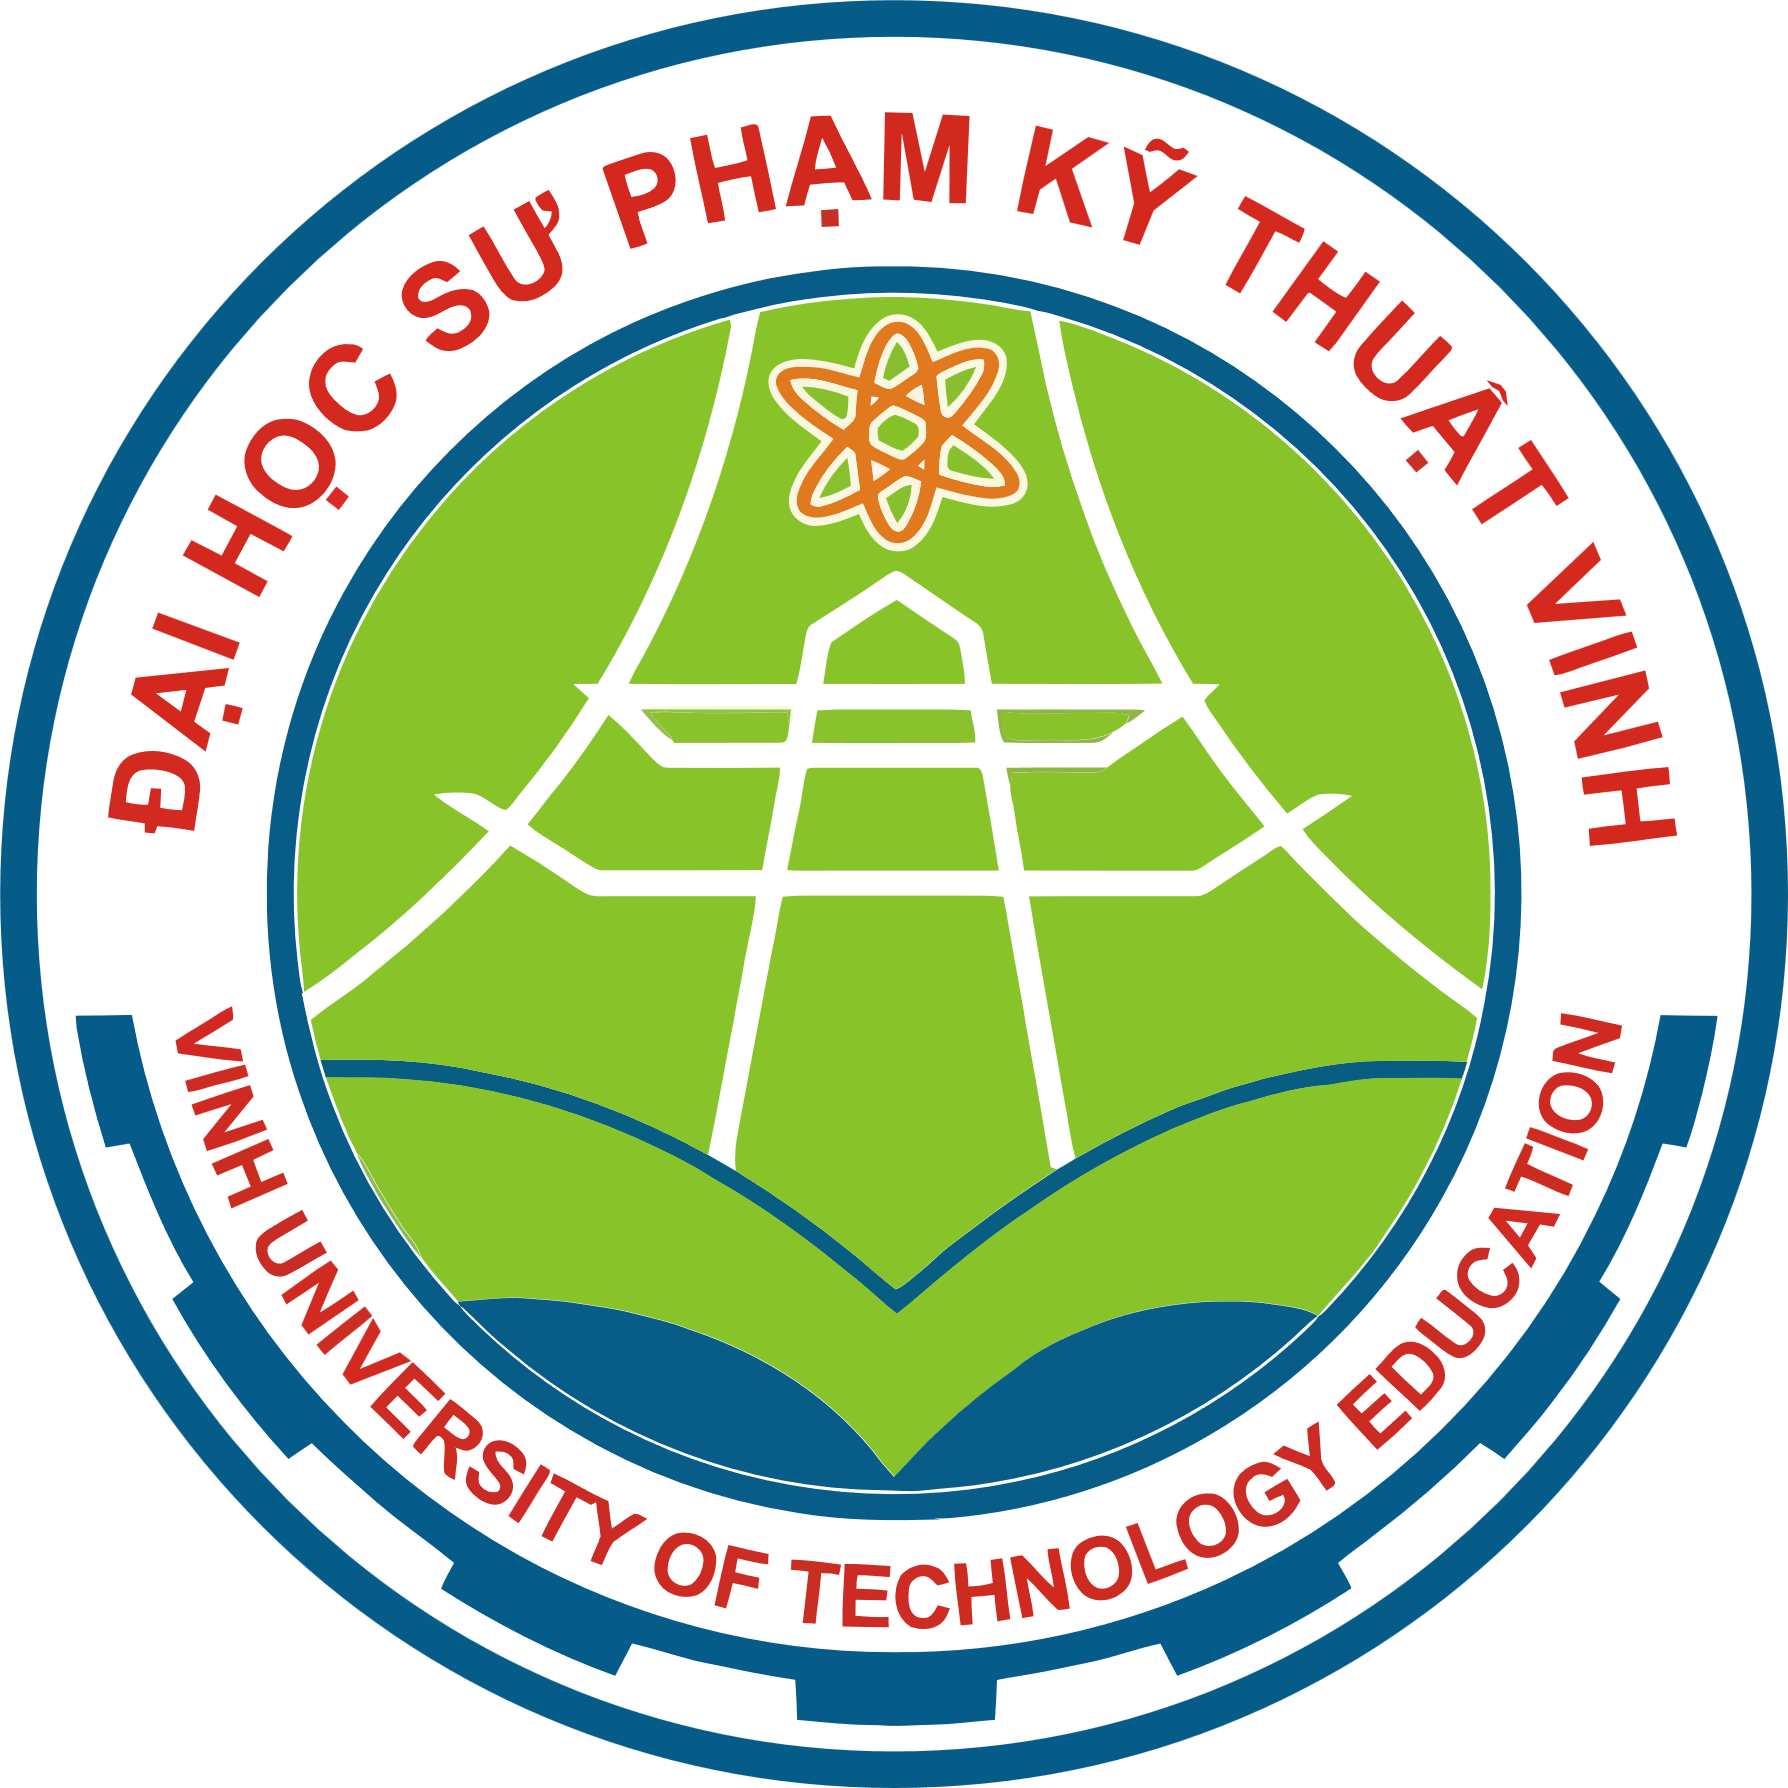 ĐẠI HỌC SƯ PHẠM KỸ THUẬT VINH
VINH UNIVERSITY OF TECHNOLOGY EDUCATION